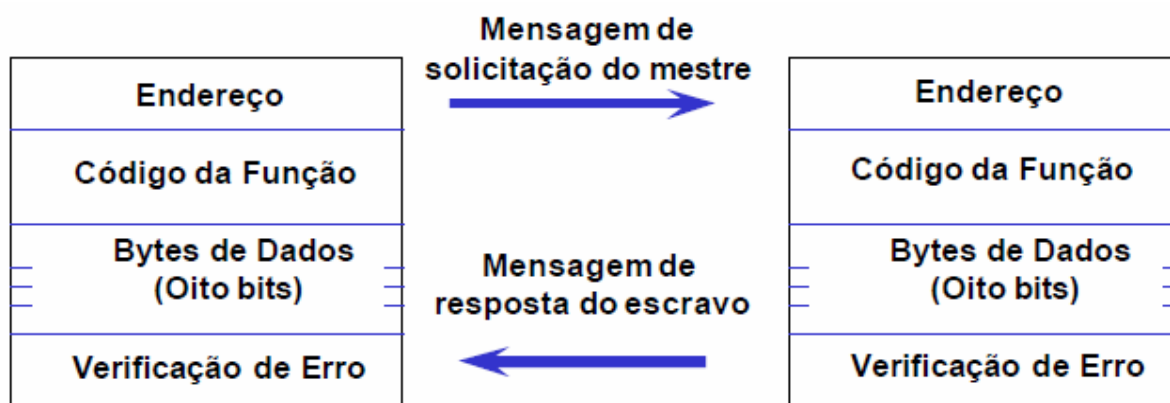 Mensagem de
solicitação do mestre
Endereço
Código da Função
Bytes de Dados
(Oito bits)
Verificação de Erro
Mensagem de
resposta do escravo
Endereço
Código da Função
Bytes de Dados
(Oito bits)
Verificação de Erro